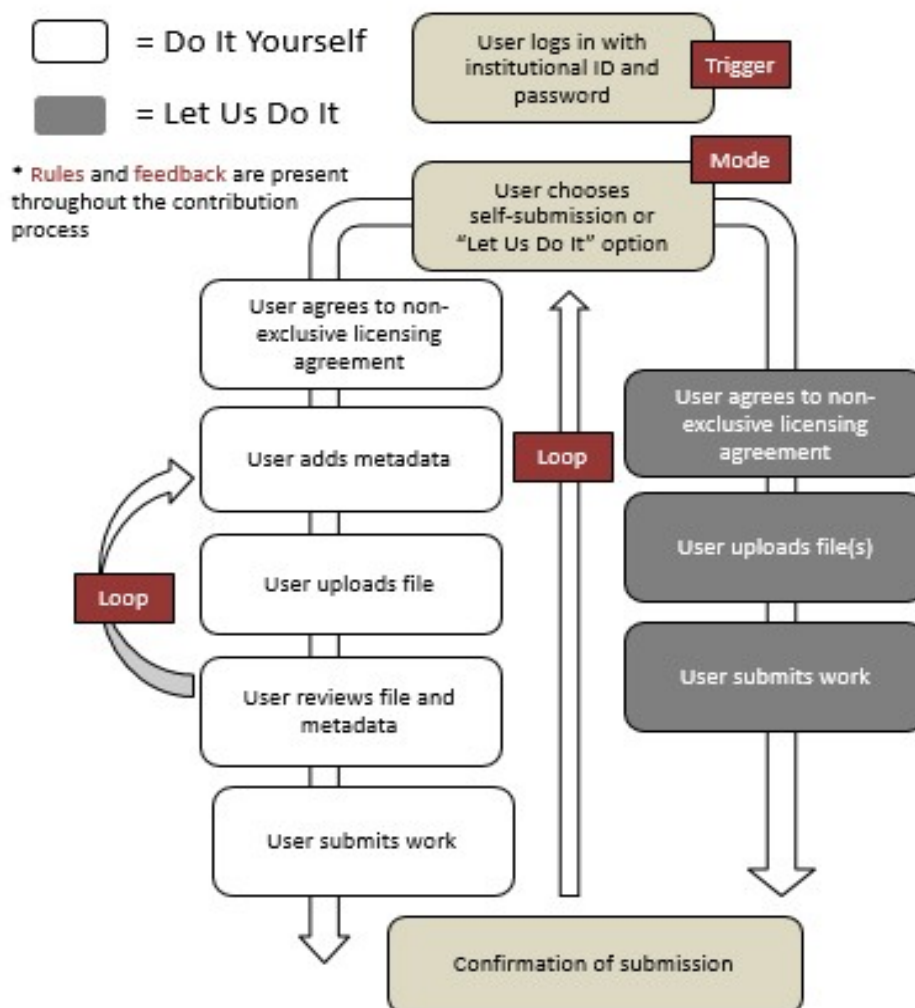 = Do It Yourself
= Let Us Do It
* Rules and feedback are present
throughout the contribution
process
User logs in with
institutional ID and
password
Trigger
Mode
User chooses
self-submission or
“Let Us Do It” option
User agrees to non-
exclusive licensing
agreement
User adds metadata
Loop
User uploads file
User reviews file and
metadata
User submits work
Loop
User agrees to non-
exclusive licensing
agreement
User uploads file(s)
User submits work
Confirmation of submission